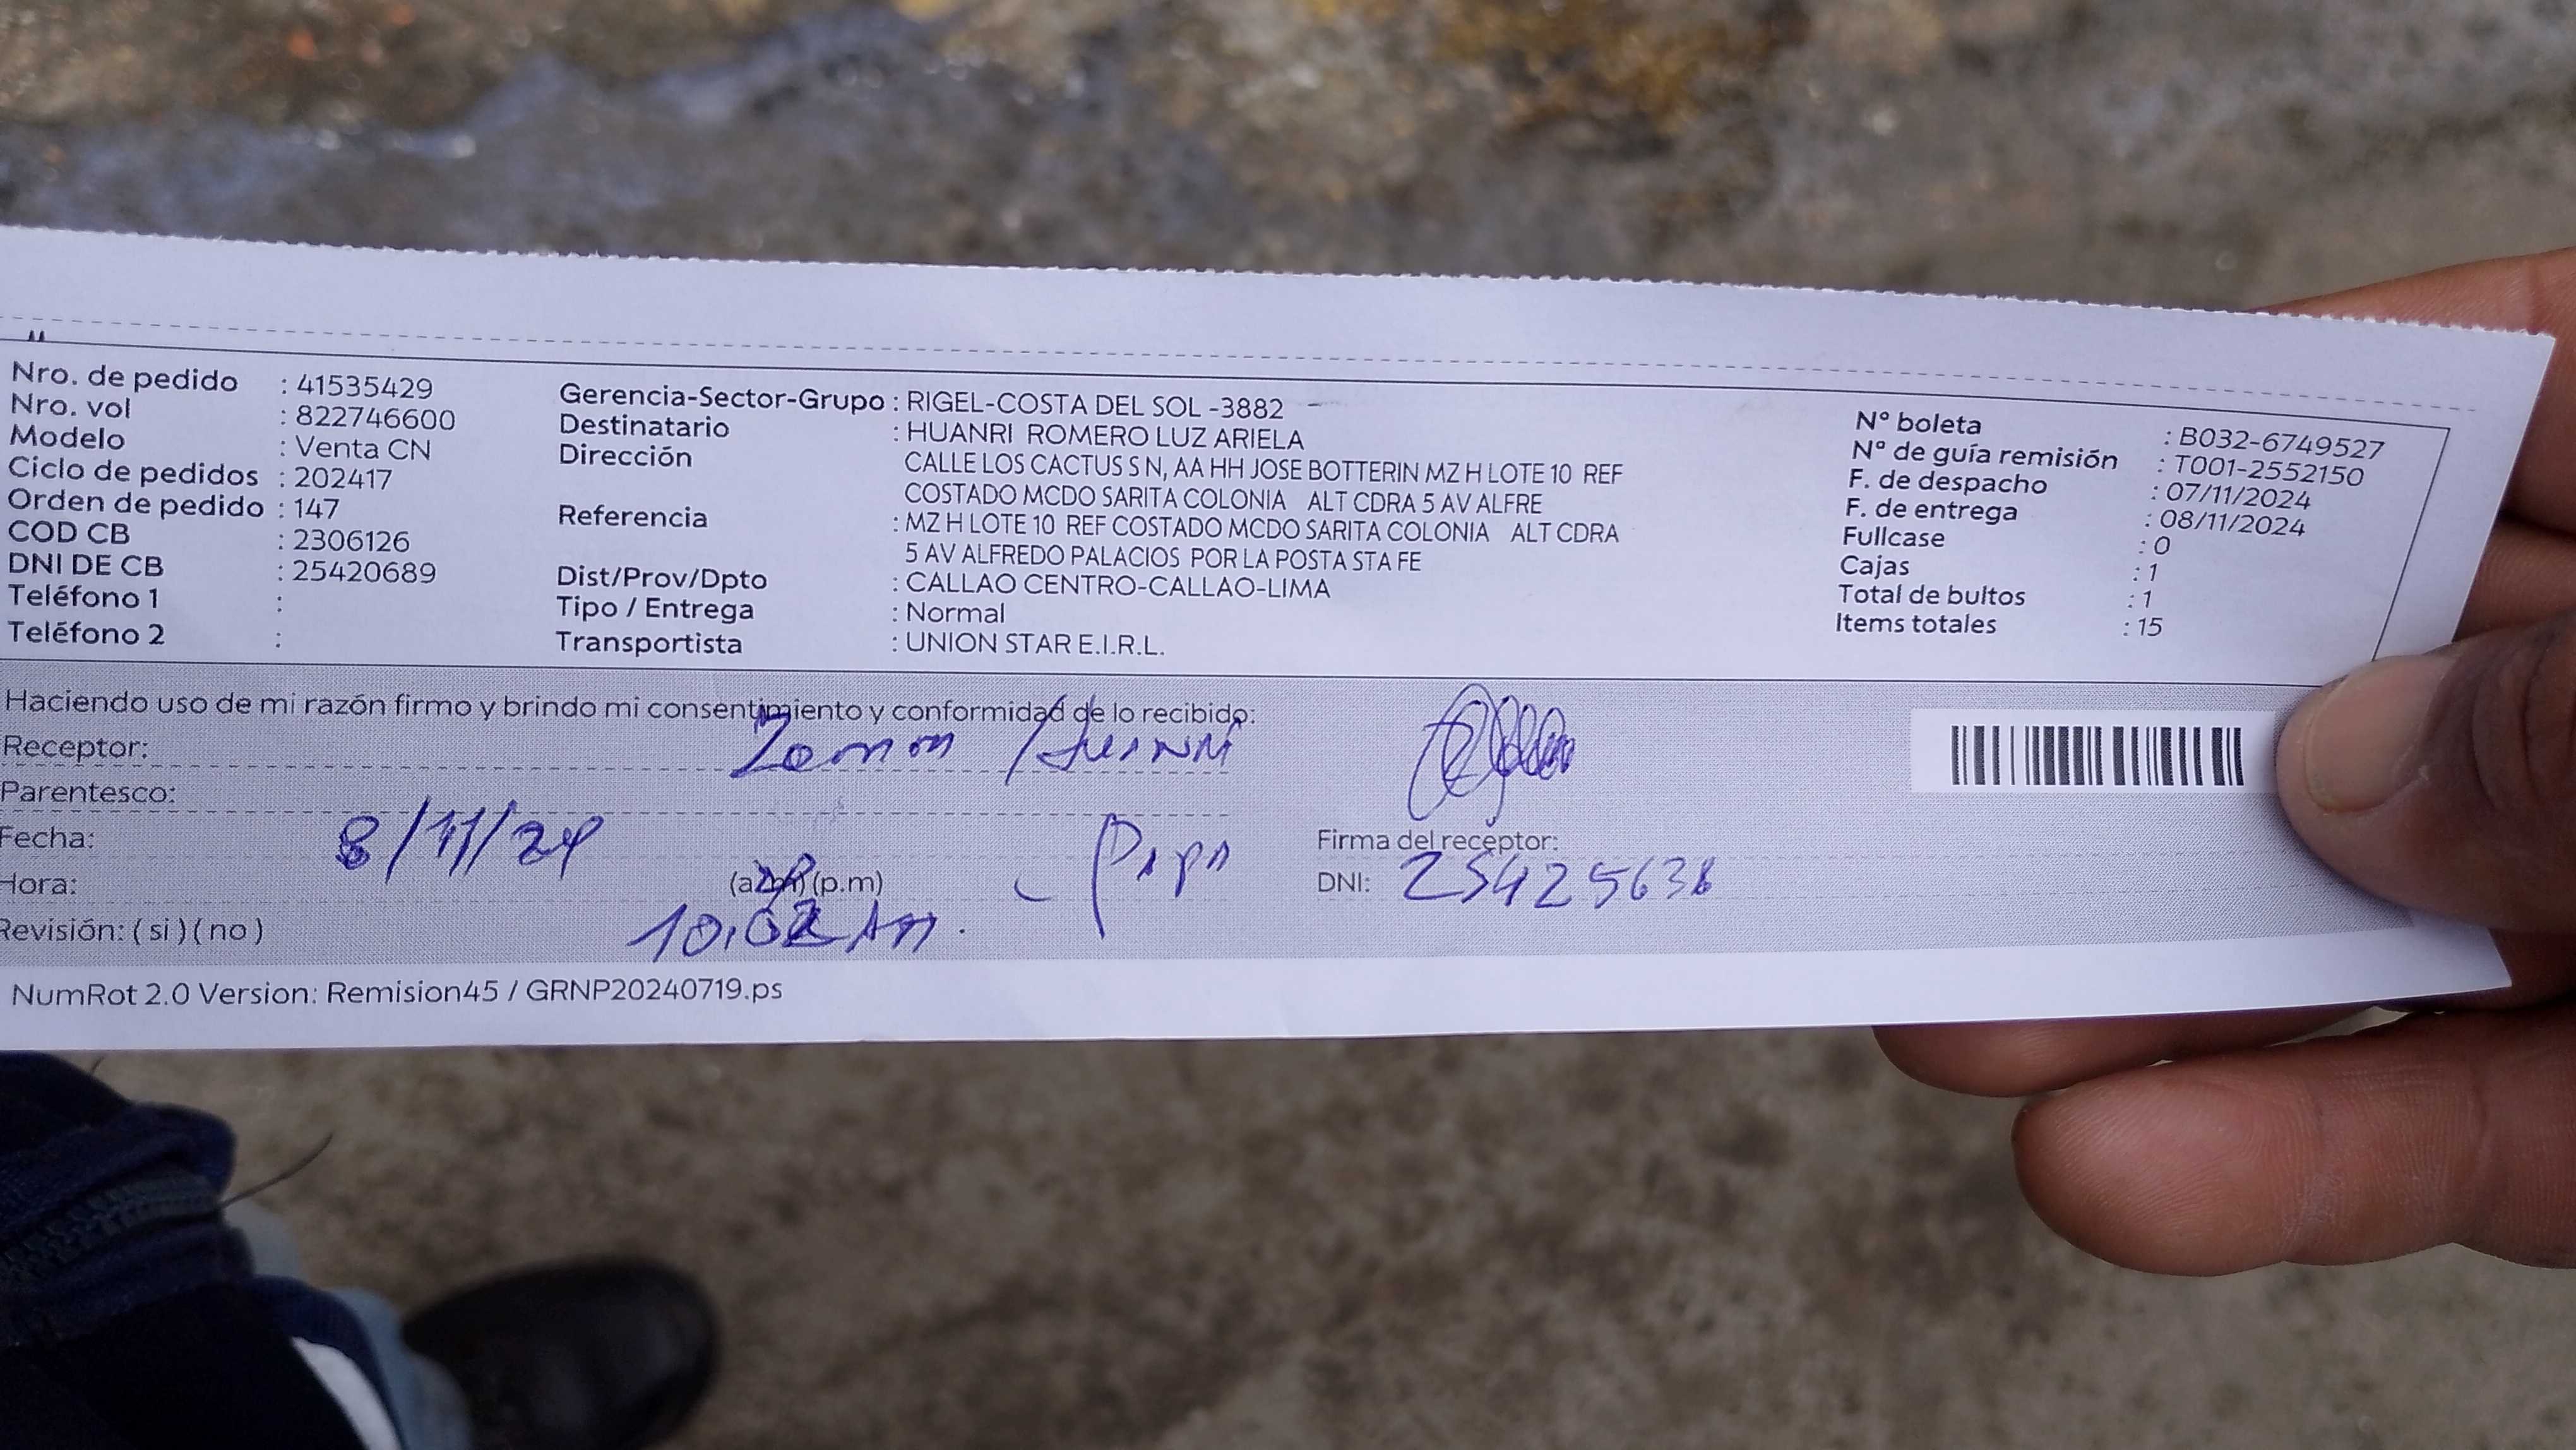 Nro. de pedido : 41535429
Nro. vol : 822746600
Modelo : Venta CN
Ciclo de pedidos : 202417
Orden de pedido : 147
COD CB : 2306126
DNI DE CB : 25420689
Teléfono 1 :
Teléfono 2 :
Gerencia-Sector-Grupo : RIGEL-COSTA DEL SOL -3882
Destinatario : HUANRI ROMERO LUZ ARIELA
Dirección CALLE LOS CACTUS S N, AA HH JOSE BOTTERIN MZ H LOTE 10 REF
COSTADO MCDO SARITA COLONIA ALT CDRA 5 AV ALFRE
Referencia : MZ H LOTE 10 REF COSTADO MCDO SARITA COLONIA ALT CDRA
5 AV ALFREDO PALACIOS POR LA POSTA STA FE
Dist/Prov/Dpto : CALLAO CENTRO-CALLAO-LIMA
Tipo / Entrega : Normal
Transportista : UNION STAR E.I.R.L.
N° boleta : B032-6749527
N° de guía remisión : T001-2552150
F. de despacho : 07/11/2024
F. de entrega : 08/11/2024
Fullcase : 0
Cajas : 1
Total de bultos : 1
Items totales : 15
Haciendo uso de mi razón firmo y brindo mi consentimiento y conformidad de lo recibido:
Receptor:
Parentesco:
Fecha: 8/11/24
Hora: (a.m) (p.m)
10:02 Am.
Papa
Revisión: ( si ) ( no )
Firma del receptor:
DNI: 25425638
NumRot 2.0 Version: Remision45 / GRNP20240719.ps